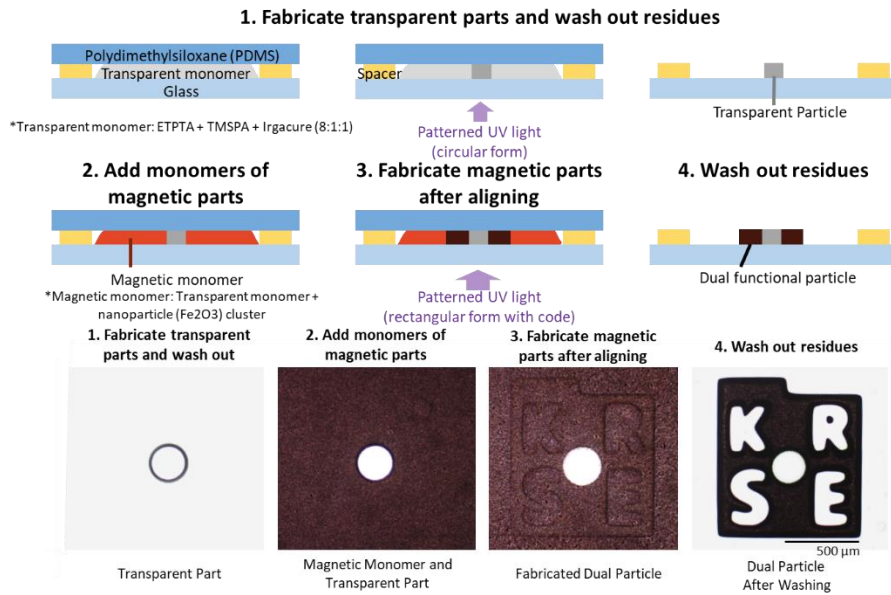 1. Fabricate transparent parts and wash out residues
Polydimethylsiloxane (PDMS)
Transparent monomer
Glass
Spacer
*Transparent monomer: ETPTA + TMSPA + Irgacure (8:1:1)
Patterned UV light
(circular form)
Transparent Particle
2. Add monomers of
magnetic parts
3. Fabricate magnetic parts
after aligning
4. Wash out residues
Magnetic monomer
*Magnetic monomer: Transparent monomer +
nanoparticle (Fe2O3) cluster
Patterned UV light
(rectangular form with code)
Dual functional particle
1. Fabricate transparent
parts and wash out
2. Add monomers of
magnetic parts
3. Fabricate magnetic
parts after aligning
4. Wash out residues
K R
S E
K R
S E
500 µm
Transparent Part
Magnetic Monomer and
Transparent Part
Fabricated Dual Particle
Dual Particle
After Washing